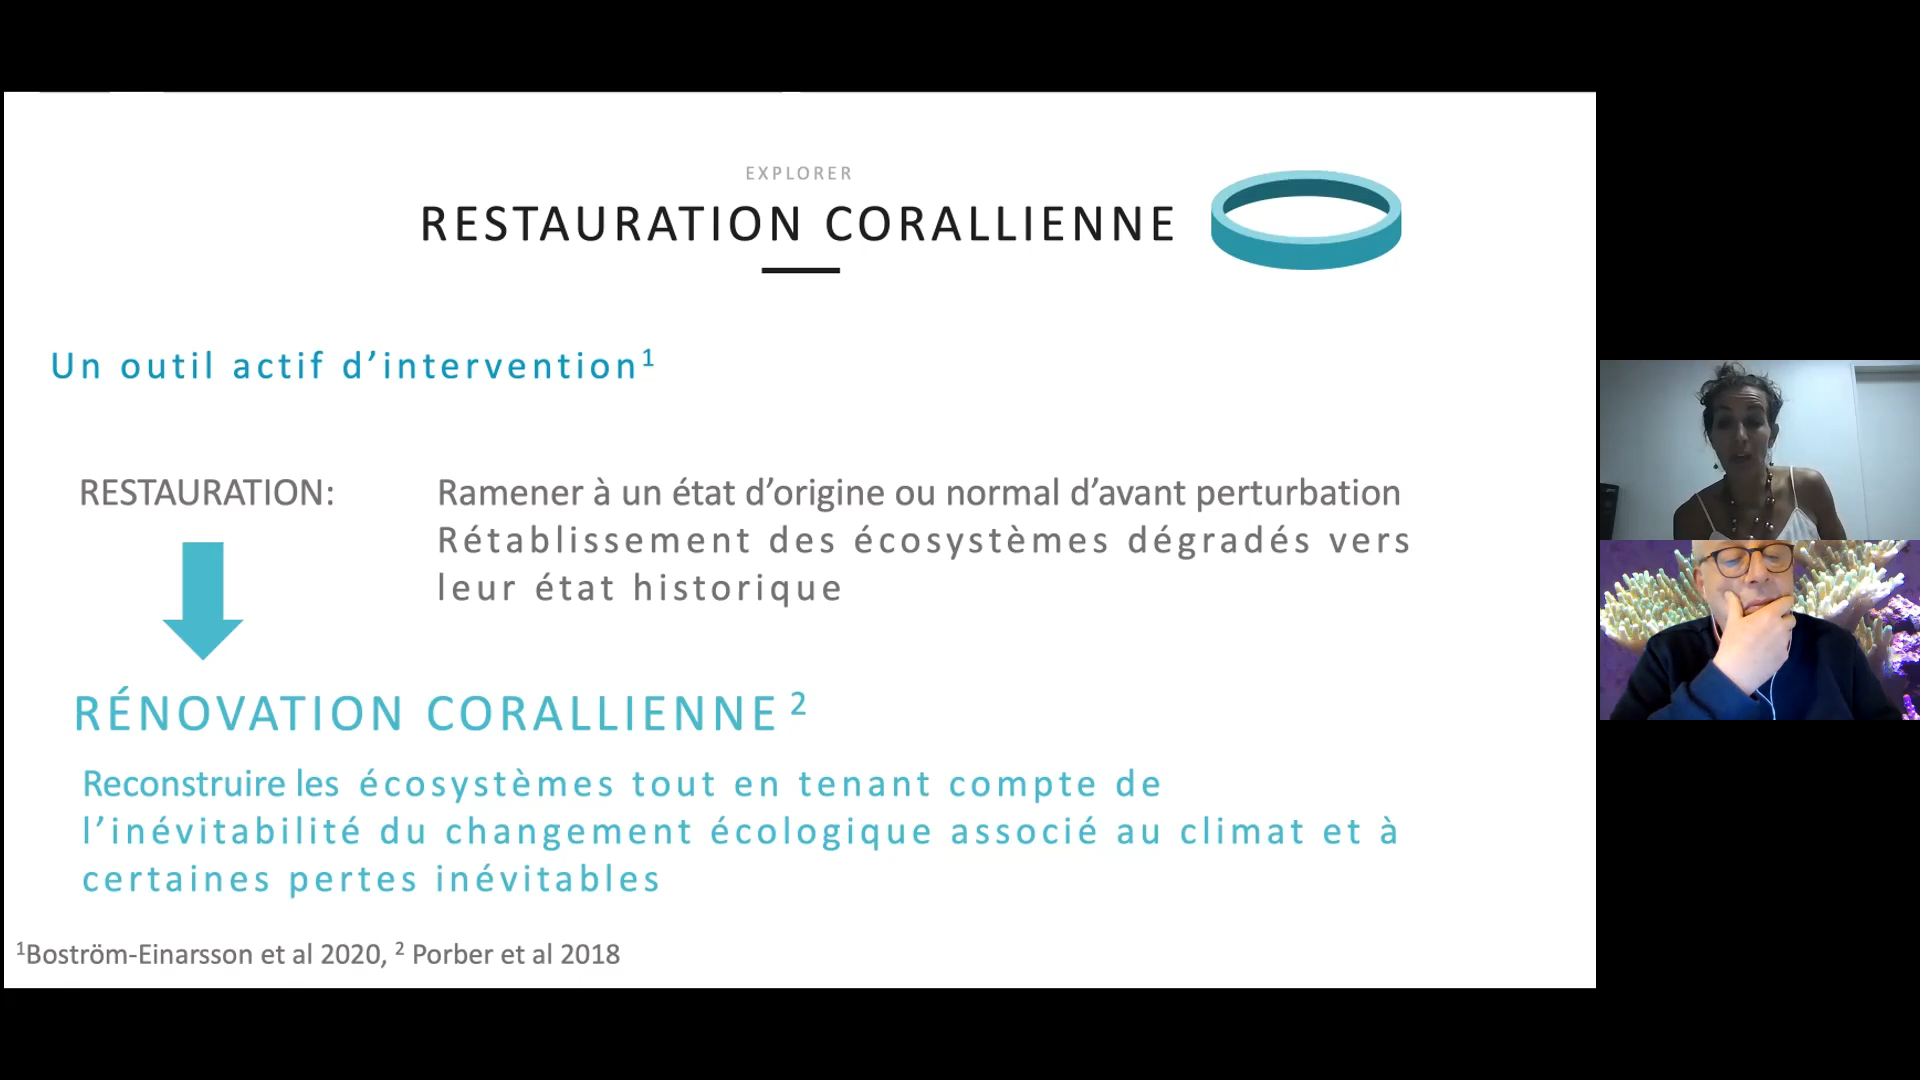 EXPLORER
RESTAURATION CORALLIENNE
Un outil actif d’intervention¹
RESTAURATION:
Ramener à un état d’origine ou normal d’avant perturbation
Rétablissement des écosystèmes dégradés vers
leur état historique
RÉNOVATION CORALLIENNE ²
Reconstruire les écosystèmes tout en tenant compte de
l’inévitabilité du changement écologique associé au climat et à
certaines pertes inévitables
¹Boström-Einarsson et al 2020, ² Porber et al 2018